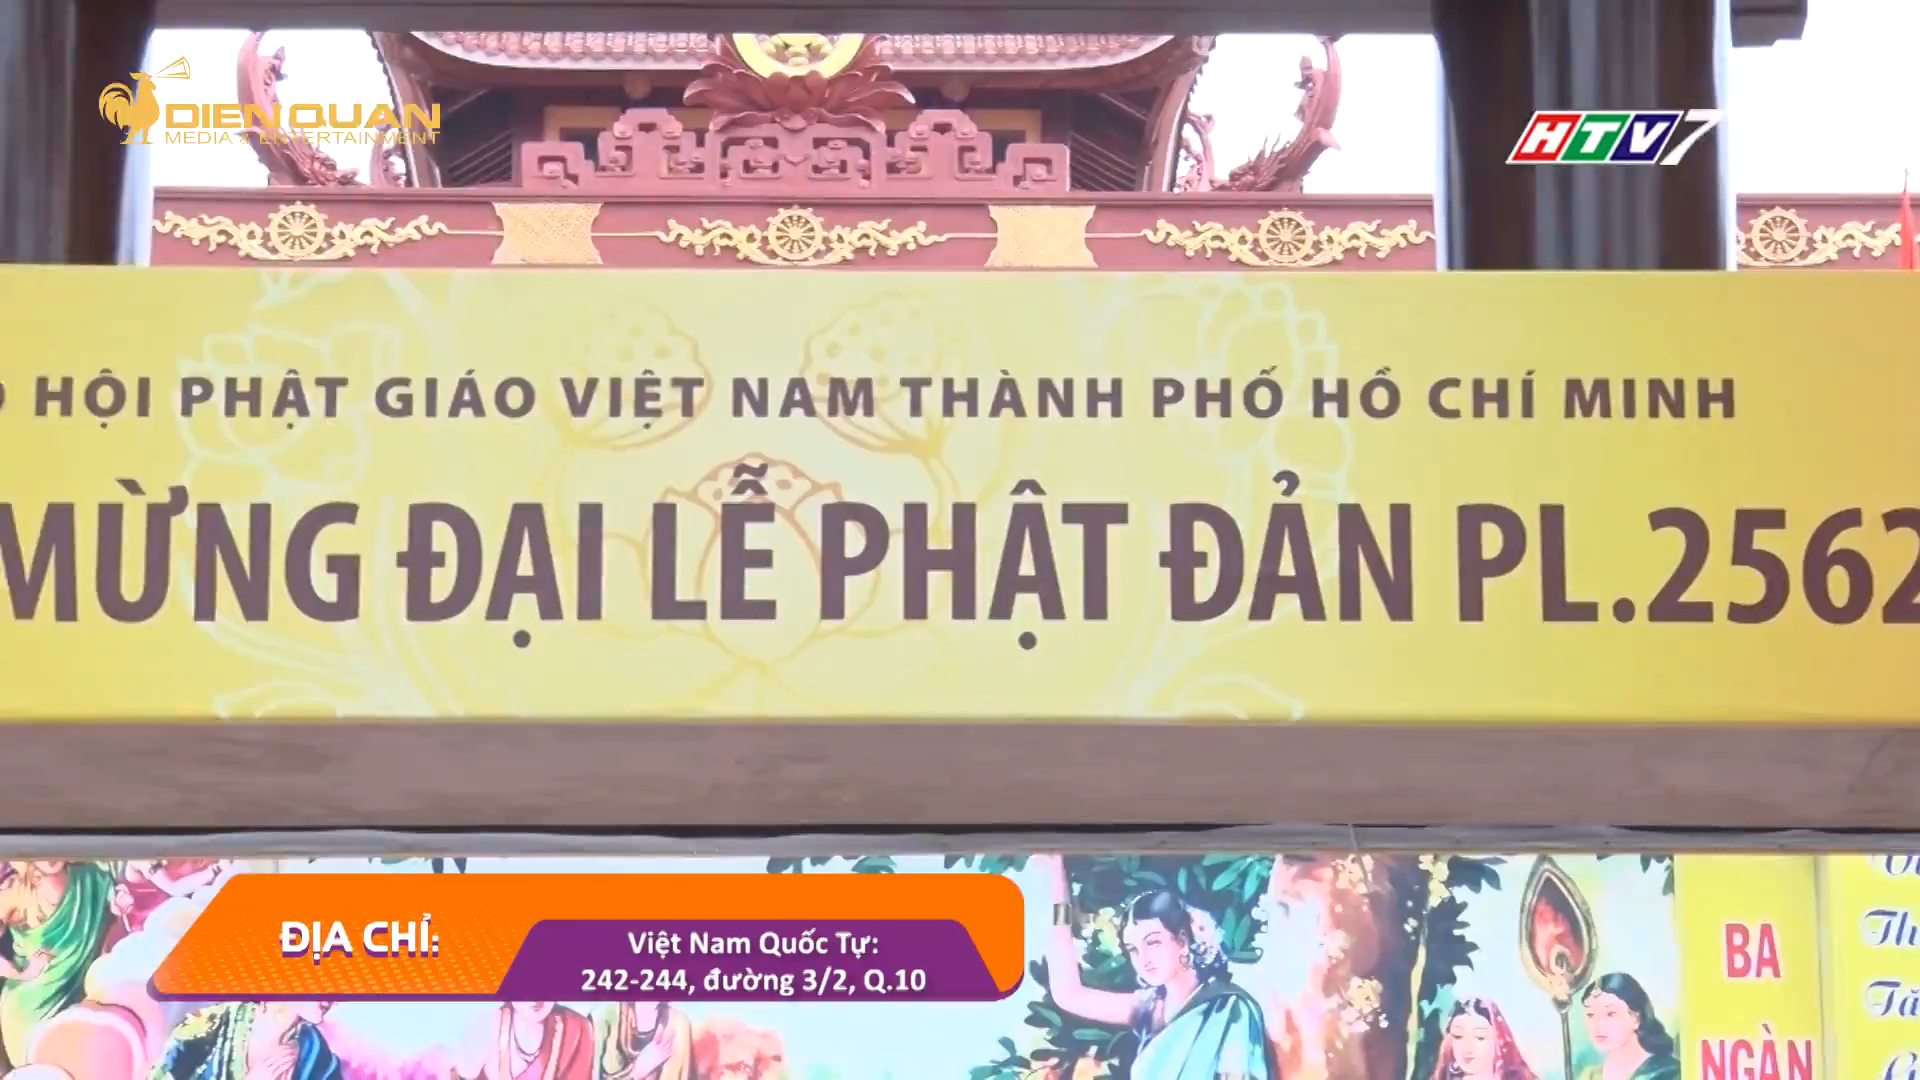 DIEN QUAN
MEDIA & ENTERTAINMENT
HTV7
HỘI PHẬT GIÁO VIỆT NAM THÀNH PHỐ HỒ CHÍ MINH
MỪNG ĐẠI LỄ PHẬT ĐẢN PL.2562
ĐỊA CHỈ:
Việt Nam Quốc Tự:
242-244, đường 3/2, Q.10
BA
NGÀN